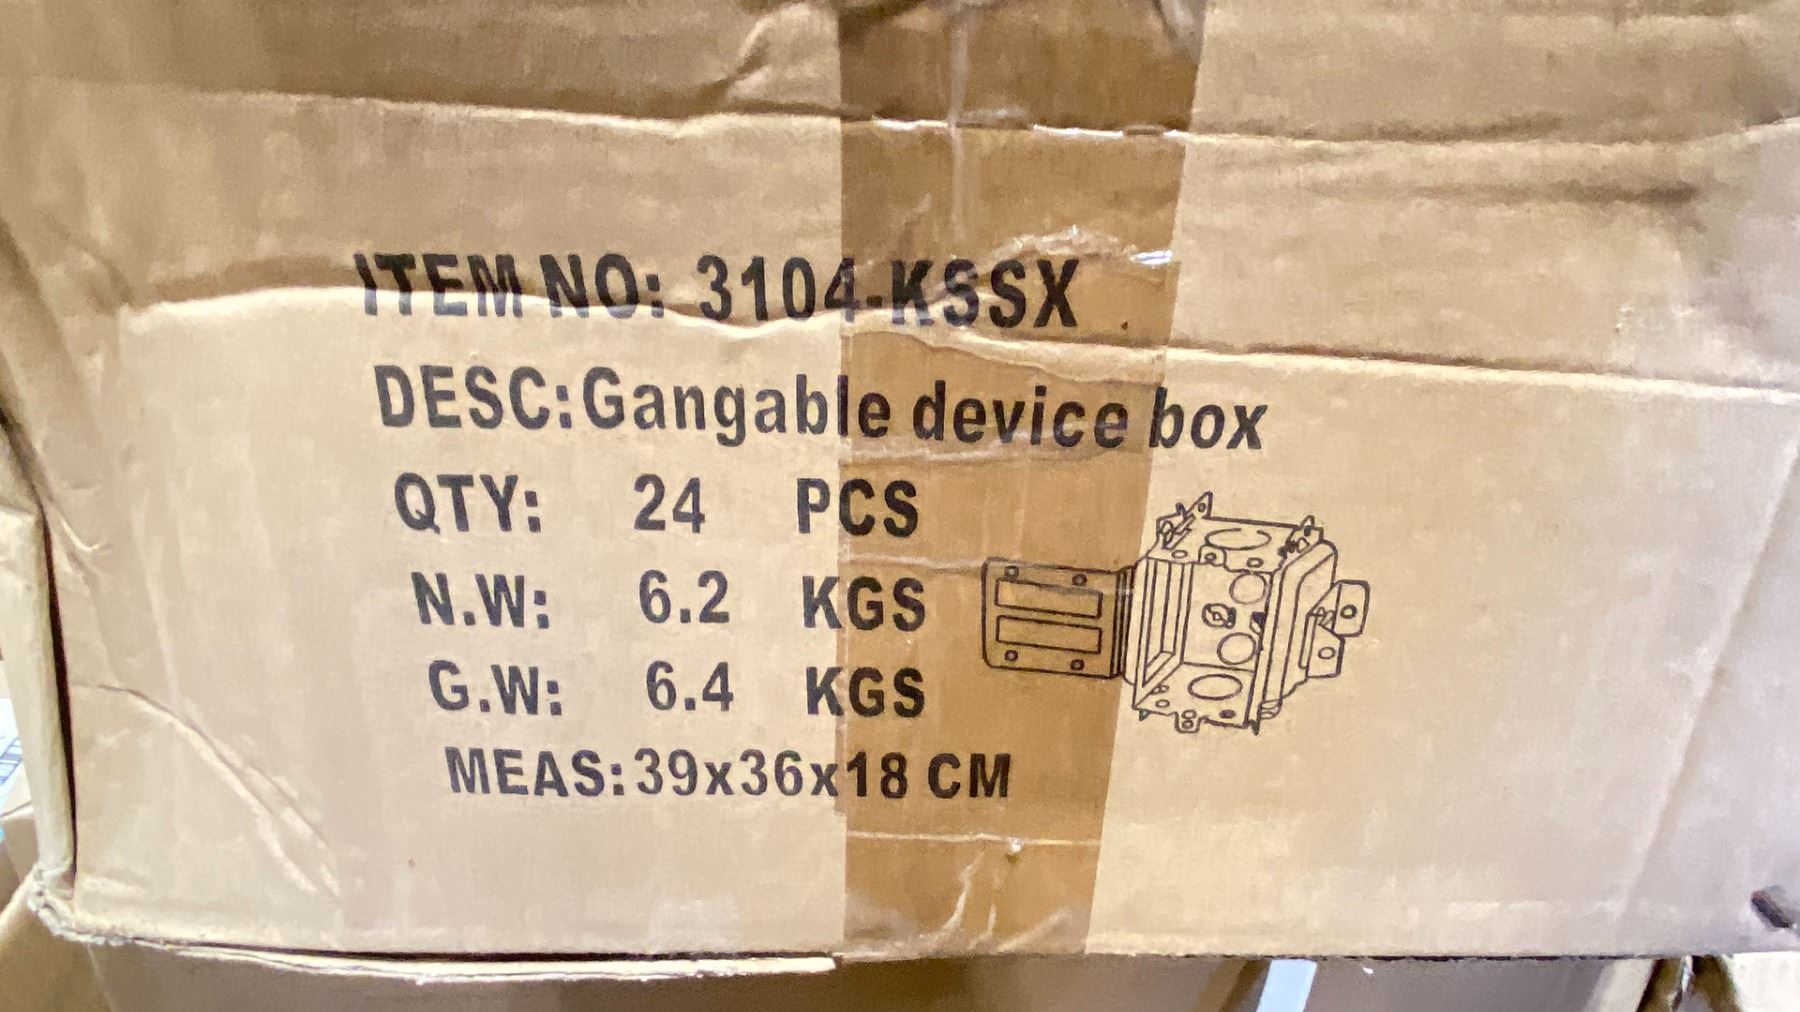 ITEM NO: 3104-KSSX
DESC:Gangable device box
QTY: 24 PCS
N.W: 6.2 KGS
G.W: 6.4 KGS
MEAS:39x36x18 CM